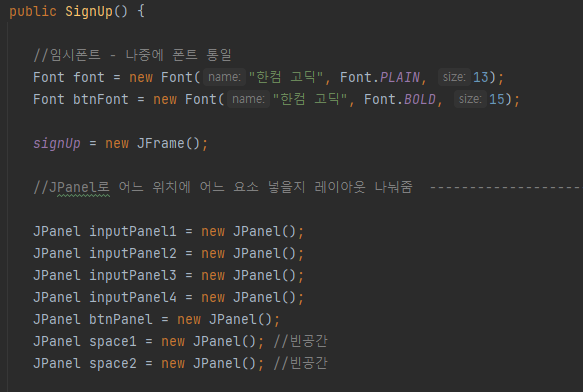 public SignUp() {
//임시폰트 - 나중에 폰트 통일
Font font = new Font( name: "한컴 고딕", Font.PLAIN, size: 13);
Font btnFont = new Font( name: "한컴 고딕", Font.BOLD, size: 15);
signUp = new JFrame();
//JPanel로 어느 위치에 어느 요소 넣을지 레이아웃 나눠줌 -------------------
JPanel inputPanel1 = new JPanel();
JPanel inputPanel2 = new JPanel();
JPanel inputPanel3 = new JPanel();
JPanel inputPanel4 = new JPanel();
JPanel btnPanel = new JPanel();
JPanel space1 = new JPanel(); //빈공간
JPanel space2 = new JPanel(); //빈공간